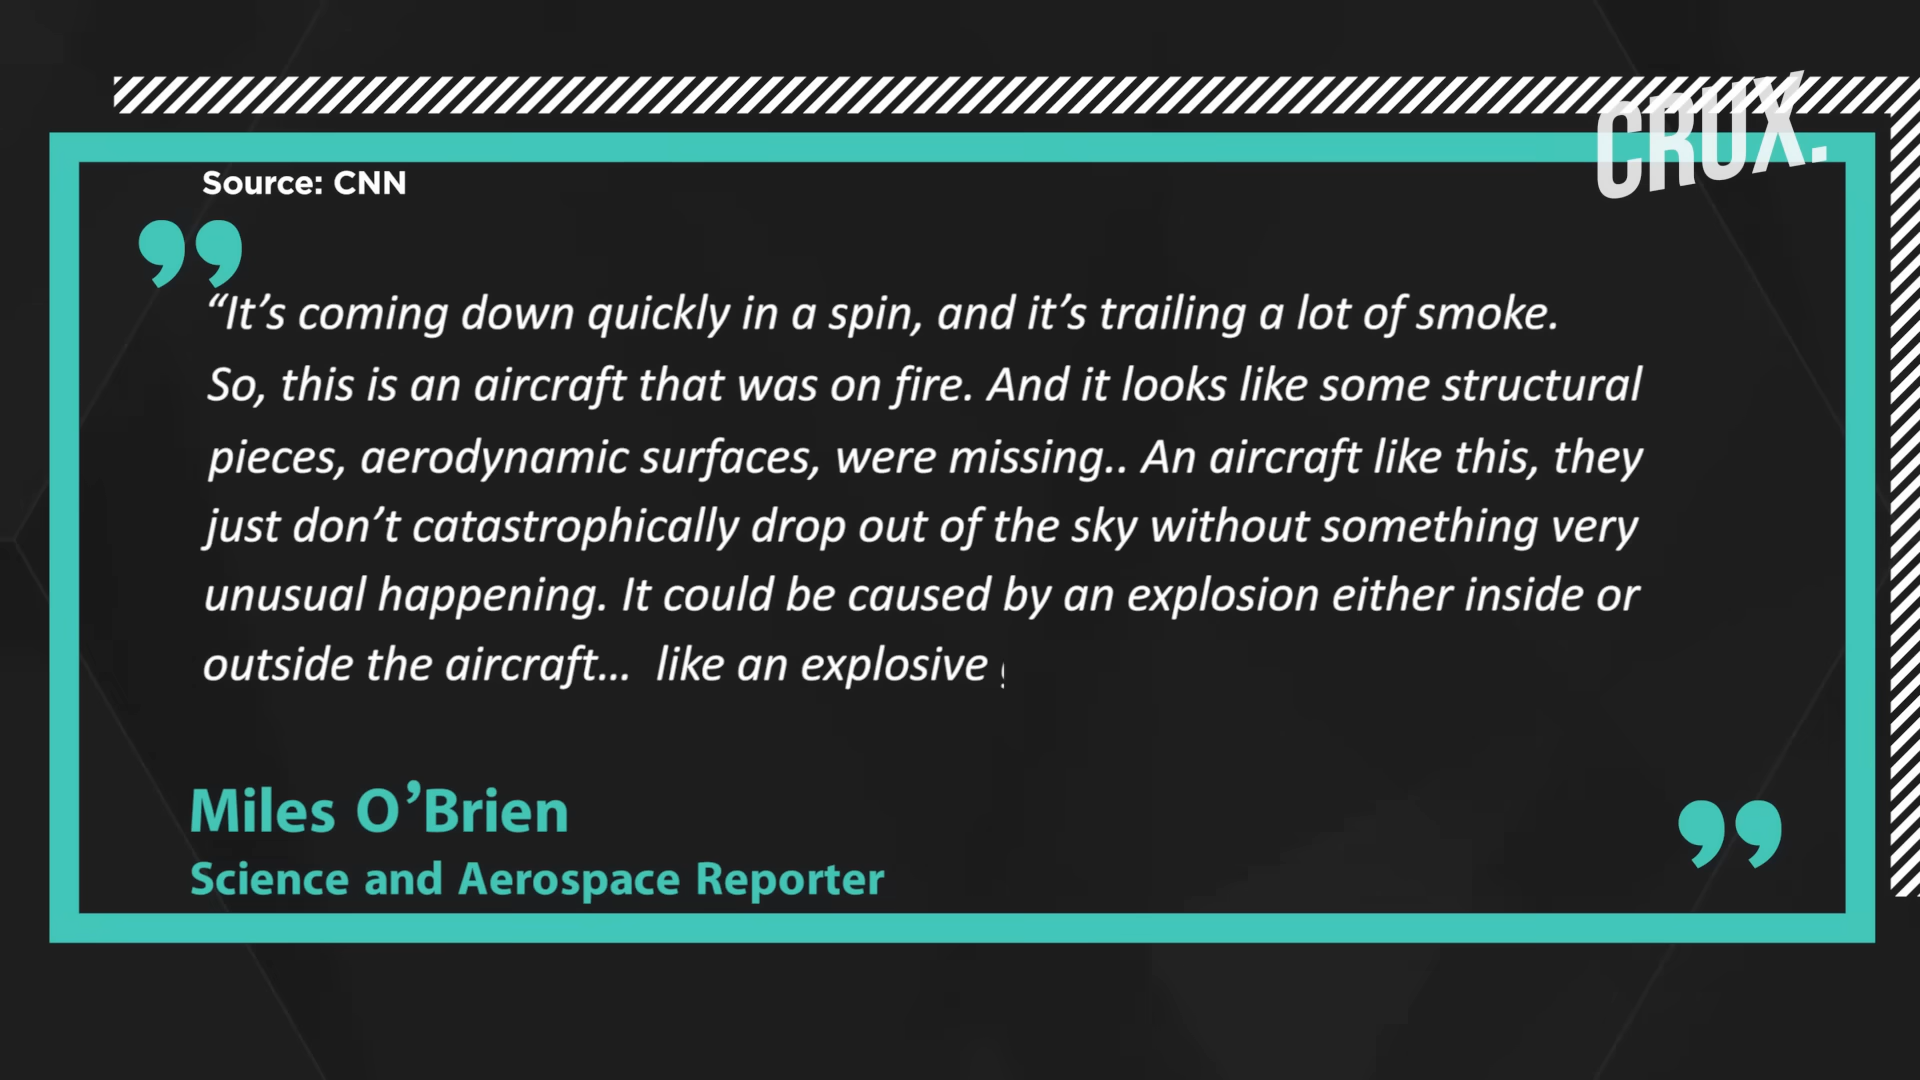 CRUX.
Source: CNN
“It’s coming down quickly in a spin, and it’s trailing a lot of smoke.
So, this is an aircraft that was on fire. And it looks like some structural
pieces, aerodynamic surfaces, were missing.. An aircraft like this, they
just don’t catastrophically drop out of the sky without something very
unusual happening. It could be caused by an explosion either inside or
outside the aircraft... like an explosive
Miles O’Brien
Science and Aerospace Reporter